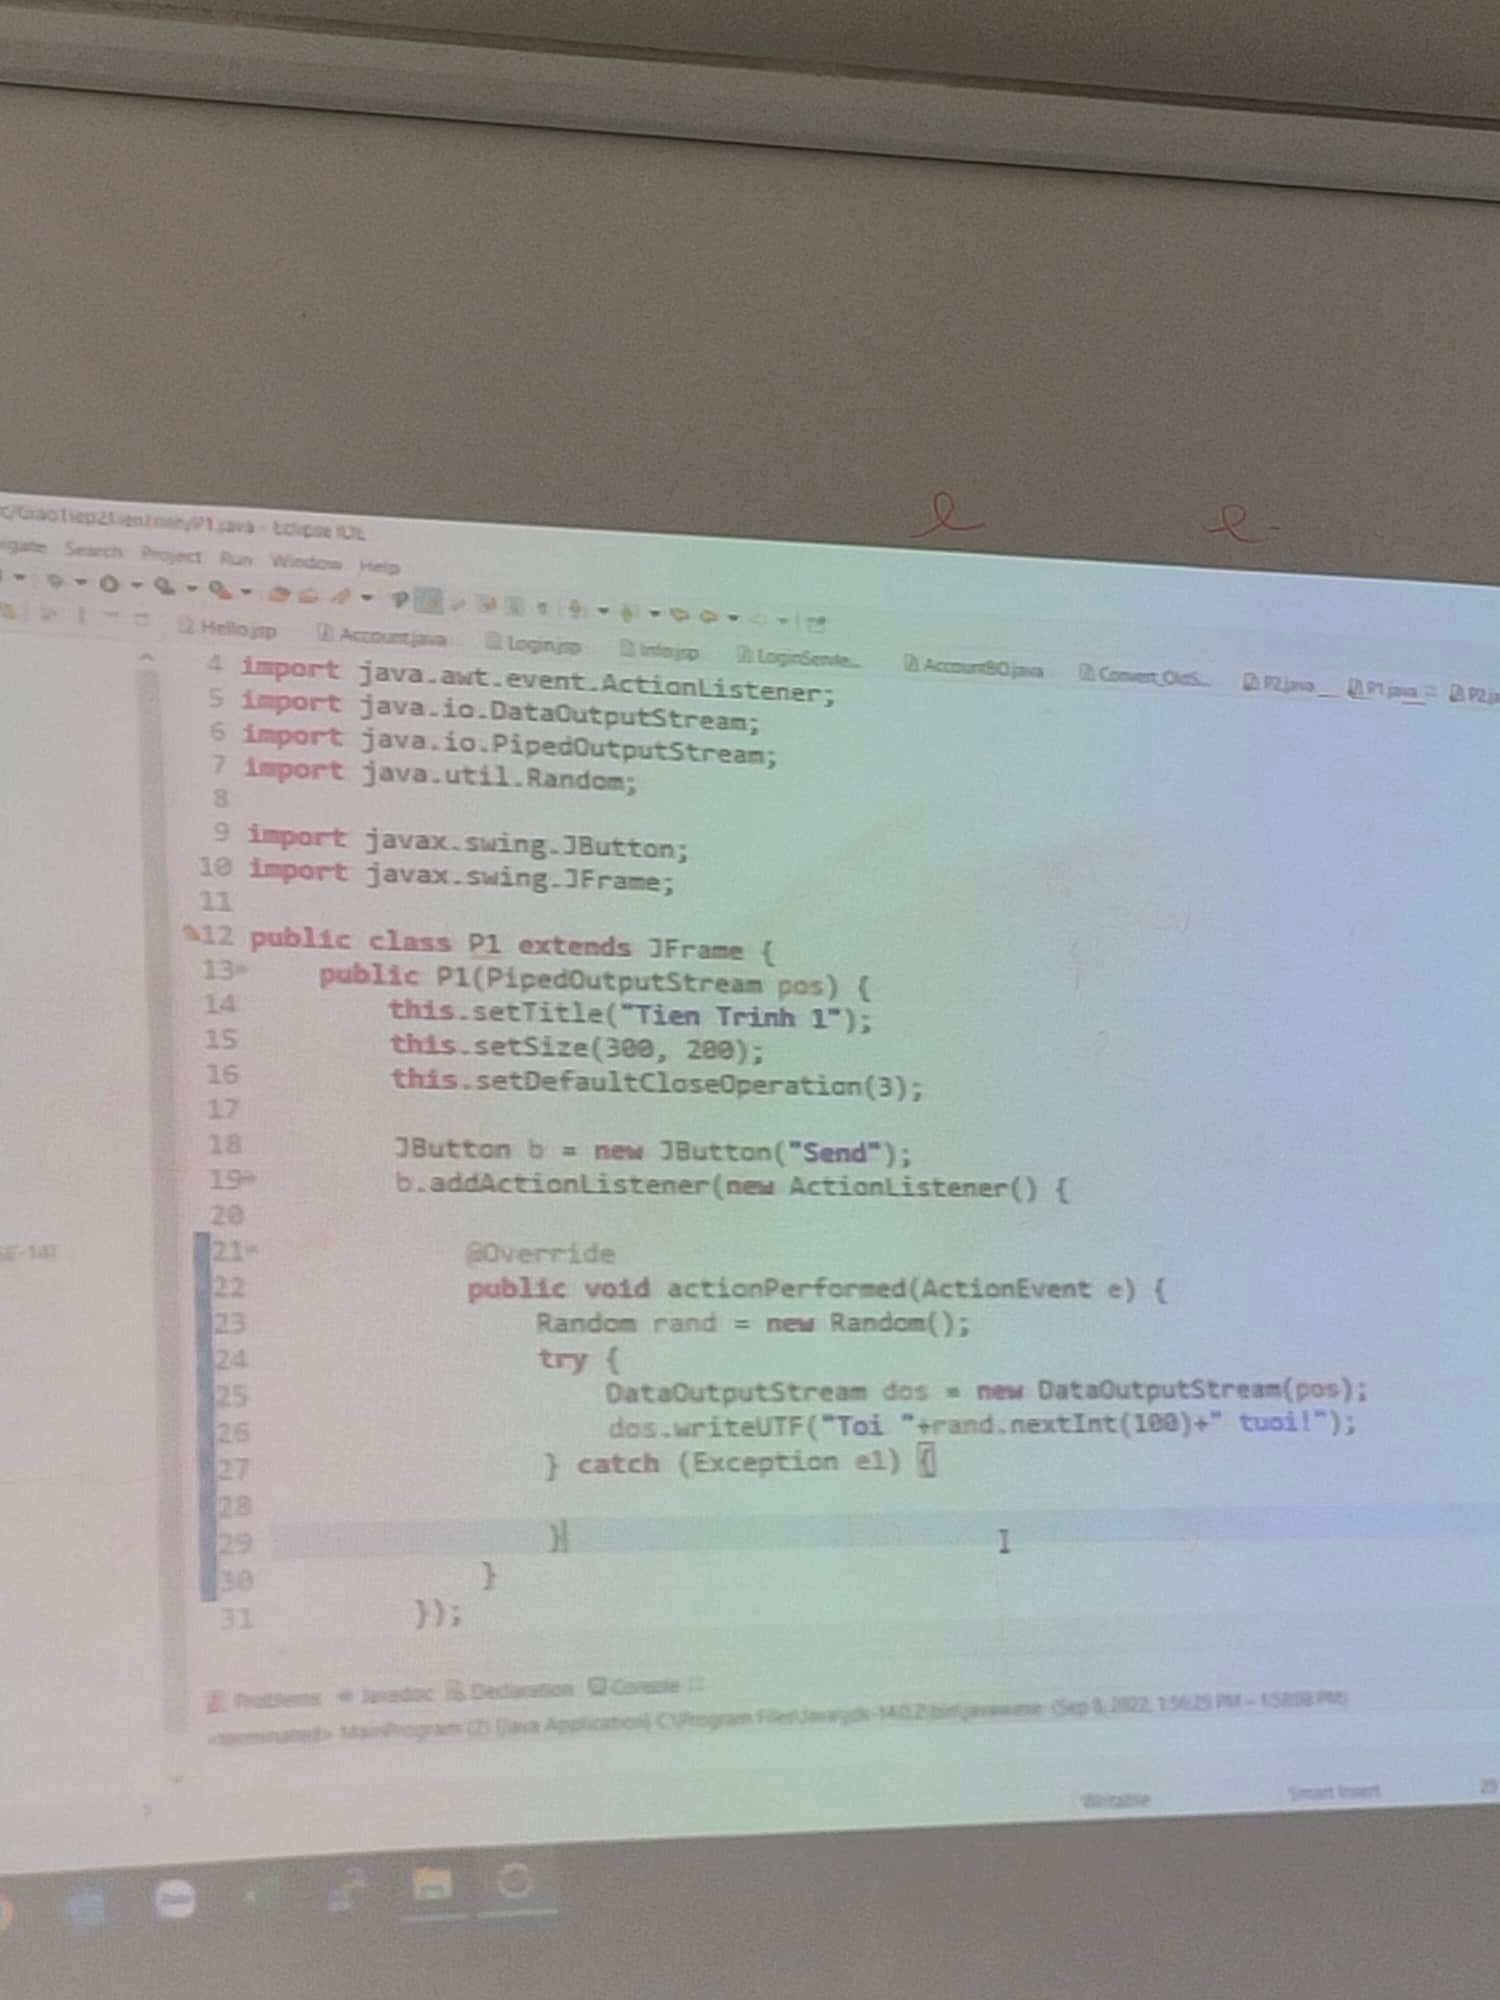 c/GiaoTiep2TienTrinh/P1.java - Eclipse IDE
igate Search Project Run Window Help
Hello.jsp Account.java Login.jsp Info.jsp LoginServle... AccountBO.java Convert_OldS... P2.java P1.java P2.ja
4 import java.awt.event.ActionListener;
5 import java.io.DataOutputStream;
6 import java.io.PipedOutputStream;
7 import java.util.Random;
8
9 import javax.swing.JButton;
10 import javax.swing.JFrame;
11
12 public class P1 extends JFrame {
13 public P1(PipedOutputStream pos) {
14 this.setTitle("Tien Trinh 1");
15 this.setSize(300, 200);
16 this.setDefaultCloseOperation(3);
17
18 JButton b = new JButton("Send");
19 b.addActionListener(new ActionListener() {
20
21 @Override
22 public void actionPerformed(ActionEvent e) {
23 Random rand = new Random();
24 try {
25 DataOutputStream dos = new DataOutputStream(pos);
26 dos.writeUTF("Toi "+rand.nextInt(100)+" tuoi!");
27 } catch (Exception e1) {
28
29 }
30 }
31 });
Problems Javadoc Declaration Console
<terminated> MainProgram (2) [Java Application] C:\Program Files\Java\jdk-14.0.2\bin\javaw.exe (Sep 8, 2022, 1:56:25 PM – 1:58:08 PM)
Writable Smart Insert 29